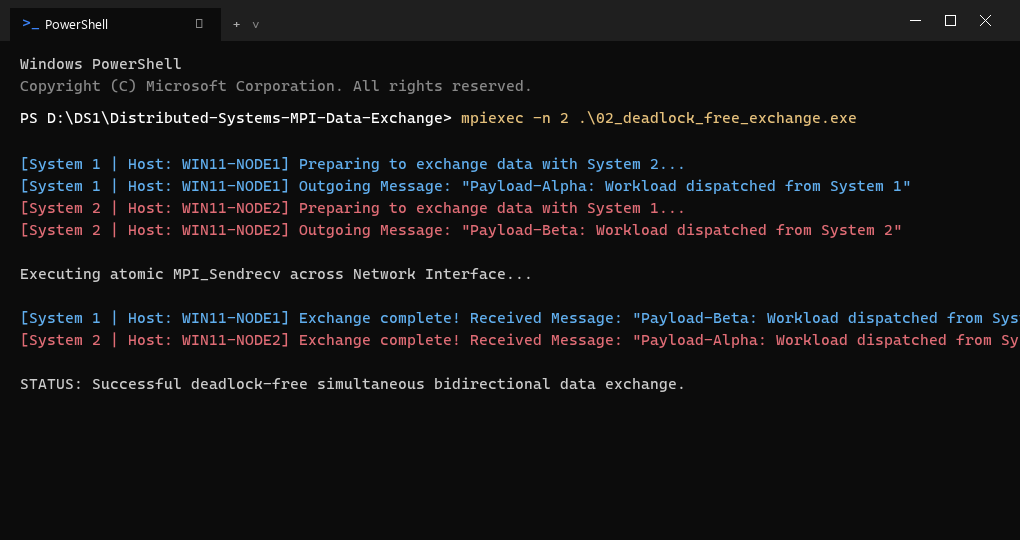 >_ PowerShell
Windows PowerShell
Copyright (C) Microsoft Corporation. All rights reserved.
PS D:\DS1\Distributed-Systems-MPI-Data-Exchange> mpiexec -n 2 .\02_deadlock_free_exchange.exe
[System 1 | Host: WIN11-NODE1] Preparing to exchange data with System 2...
[System 1 | Host: WIN11-NODE1] Outgoing Message: "Payload-Alpha: Workload dispatched from System 1"
[System 2 | Host: WIN11-NODE2] Preparing to exchange data with System 1...
[System 2 | Host: WIN11-NODE2] Outgoing Message: "Payload-Beta: Workload dispatched from System 2"
Executing atomic MPI_Sendrecv across Network Interface...
[System 1 | Host: WIN11-NODE1] Exchange complete! Received Message: "Payload-Beta: Workload dispatched from Sys
[System 2 | Host: WIN11-NODE2] Exchange complete! Received Message: "Payload-Alpha: Workload dispatched from Sy
STATUS: Successful deadlock-free simultaneous bidirectional data exchange.